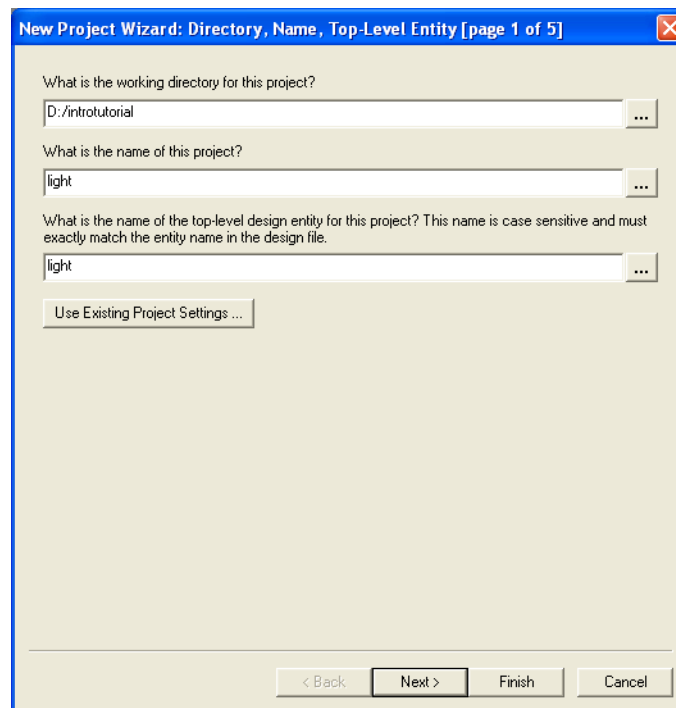 New Project Wizard: Directory, Name, Top-Level Entity [page 1 of 5]
What is the working directory for this project?
D:/introtutorial
...
What is the name of this project?
light
...
What is the name of the top-level design entity for this project? This name is case sensitive and must
exactly match the entity name in the design file.
light
...
Use Existing Project Settings ...
< Back
Next >
Finish
Cancel